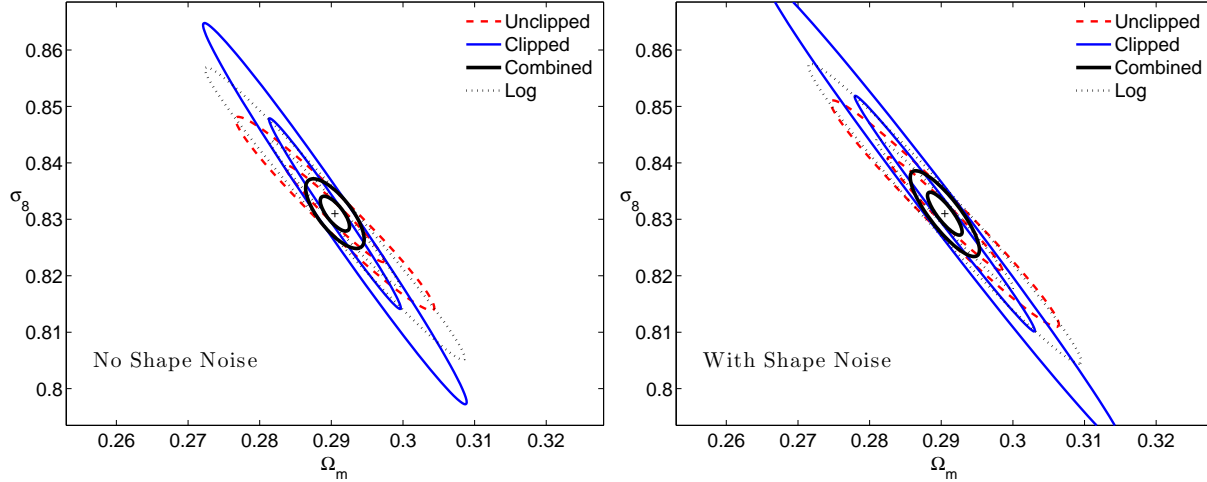 Unclipped
Clipped
Combined
Log
0.86
0.85
0.84
0.83
0.82
0.81
0.8
σ8
No Shape Noise
0.26 0.27 0.28 0.29 0.3 0.31 0.32
Ωm
Unclipped
Clipped
Combined
Log
0.86
0.85
0.84
0.83
0.82
0.81
0.8
σ8
With Shape Noise
0.26 0.27 0.28 0.29 0.3 0.31 0.32
Ωm